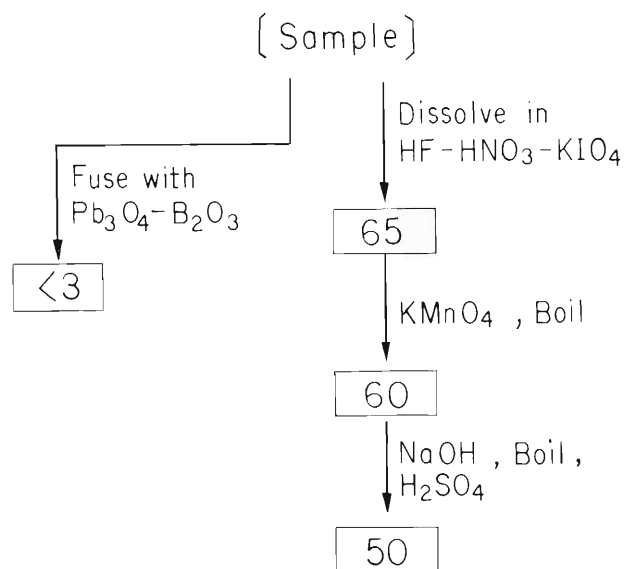 [Sample]
Fuse with
Pb₃O₄-B₂O₃
<3
Dissolve in
HF-HNO₃-KIO₄
65
KMnO₄ , Boil
60
NaOH , Boil ,
H₂SO₄
50